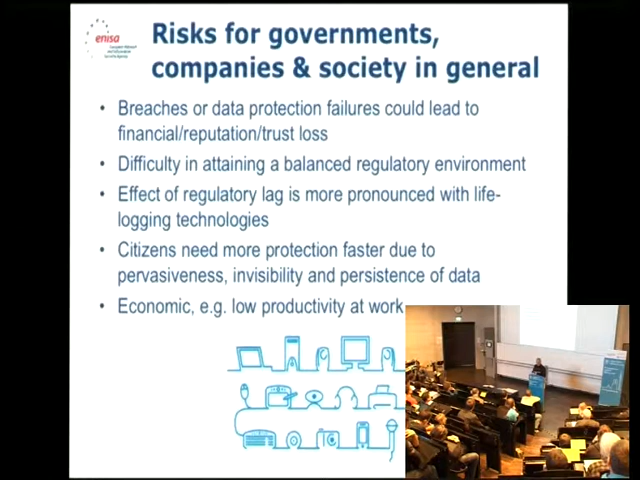 enisa
Risks for governments,
companies & society in general
• Breaches or data protection failures could lead to
financial/reputation/trust loss
• Difficulty in attaining a balanced regulatory environment
• Effect of regulatory lag is more pronounced with life-
logging technologies
• Citizens need more protection faster due to
pervasiveness, invisibility and persistence of data
• Economic, e.g. low productivity at work